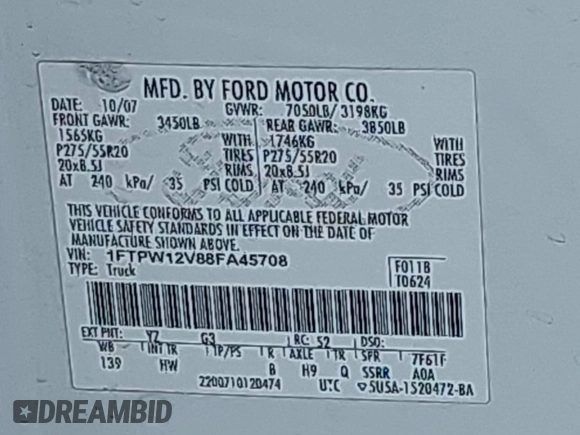 MFD. BY FORD MOTOR CO.
DATE: 10/07 GVWR: 7050LB/ 3198KG
FRONT GAWR: 3450LB REAR GAWR: 3850LB
1565KG WITH 1746KG WITH
P275/55R20 TIRES P275/55R20 TIRES
20x8.5J RIMS 20x8.5J RIMS
AT 240 kPa/ 35 PSI COLD AT 240 kPa/ 35 PSI COLD
THIS VEHICLE CONFORMS TO ALL APPLICABLE FEDERAL MOTOR
VEHICLE SAFETY STANDARDS IN EFFECT ON THE DATE OF
MANUFACTURE SHOWN ABOVE.
VIN: 1FTPW12V88FA45708
TYPE: Truck
F0118
T0624
EXT PNT: YZ G3 RC: 52 DSO:
WB INT TR TP/PS R AXLE TR SPR 7F61F
139 HW B H9 Q SSRR A0A
2200710120474 UTC 5U5A-1520472-BA
DREAMBID